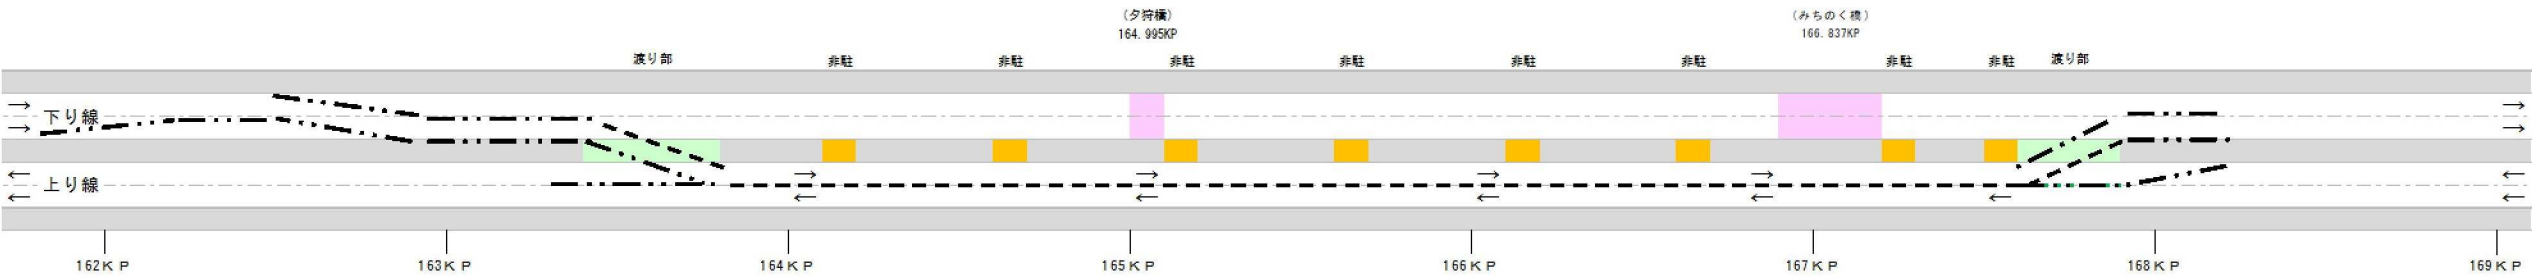 （夕狩橋）
164.995KP
（みちのく橋）
166.837KP
渡り部
非駐
非駐
非駐
非駐
非駐
非駐
非駐
非駐
渡り部
→
→
→
下り線
→
←
→
→
→
→
←
上り線
←
←
←
←
←
←
←
162ＫＰ
163ＫＰ
164ＫＰ
165ＫＰ
166ＫＰ
167ＫＰ
168ＫＰ
169ＫＰ